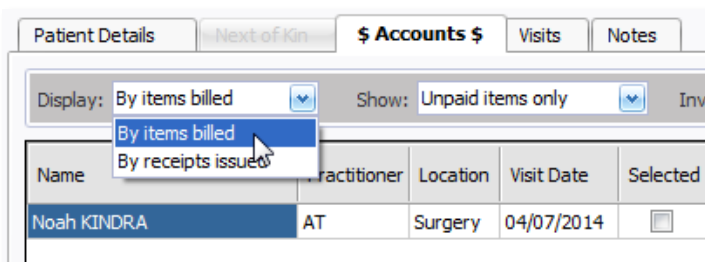 Patient Details Next of Kin $ Accounts $ Visits Notes
Display: By items billed Show: Unpaid items only
By items billed
By receipts issued
Name Location Visit Date Selected
Noah KINDRA AT Surgery 04/07/2014